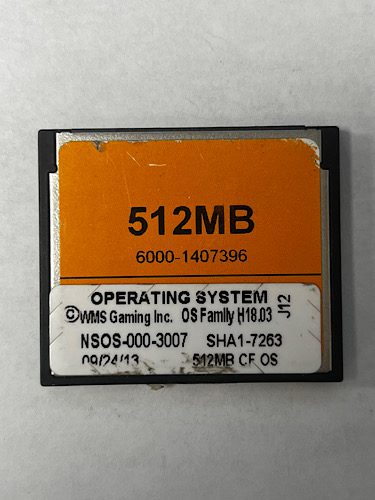 512MB
6000-1407396
OPERATING SYSTEM
©WMS Gaming Inc. OS Family H18.03
J12
NSOS-000-3007 SHA1-7263
09/24/13 512MB CF OS